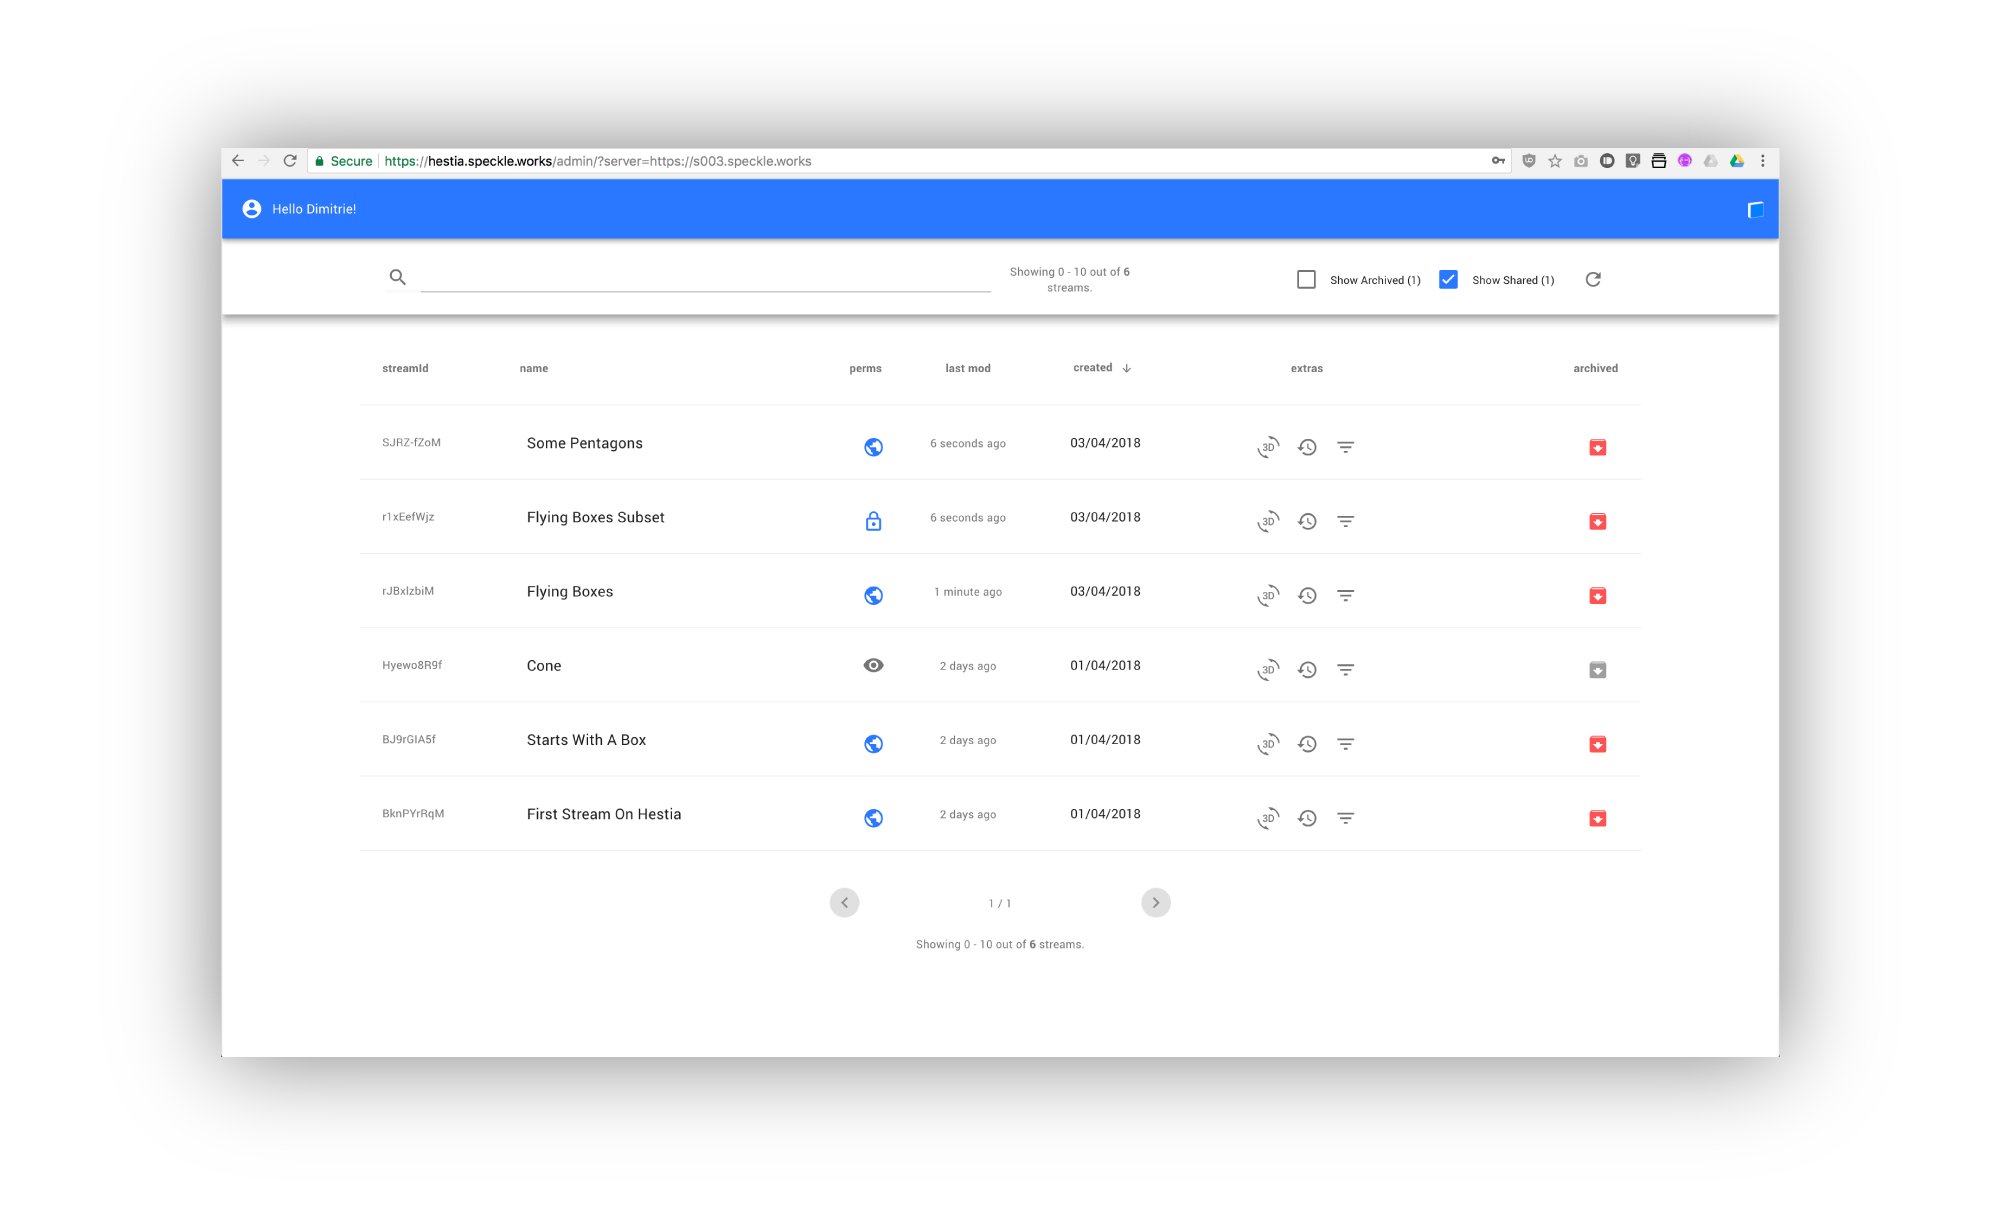 Secure https://hestia.speckle.works/admin/?server=https://s003.speckle.works
Hello Dimitrie!
Showing 0 - 10 out of 6
streams.
Show Archived (1) Show Shared (1)
streamId name perms last mod created extras archived
SJRZ-fZoM Some Pentagons 6 seconds ago 03/04/2018 3D
r1xEefWjz Flying Boxes Subset 6 seconds ago 03/04/2018 3D
rJBxIzbiM Flying Boxes 1 minute ago 03/04/2018 3D
Hyewo8R9f Cone 2 days ago 01/04/2018 3D
BJ9rGIA5f Starts With A Box 2 days ago 01/04/2018 3D
BknPYrRqM First Stream On Hestia 2 days ago 01/04/2018 3D
1 / 1
Showing 0 - 10 out of 6 streams.